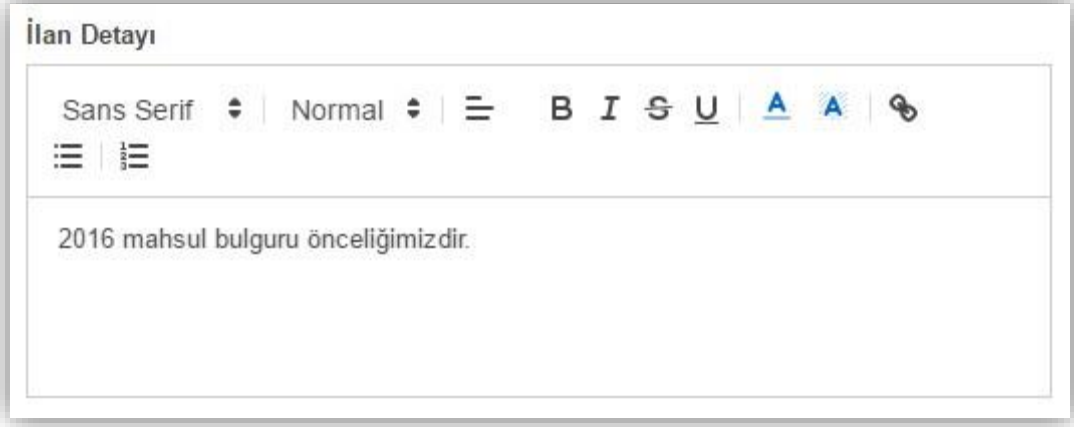 İlan Detayı
Sans Serif Normal B I S U A A
2016 mahsul bulguru önceliğimizdir.